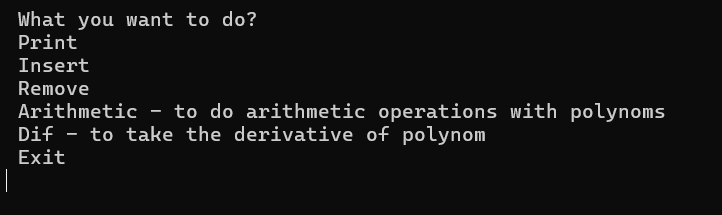 What you want to do?
Print
Insert
Remove
Arithmetic - to do arithmetic operations with polynoms
Dif - to take the derivative of polynom
Exit